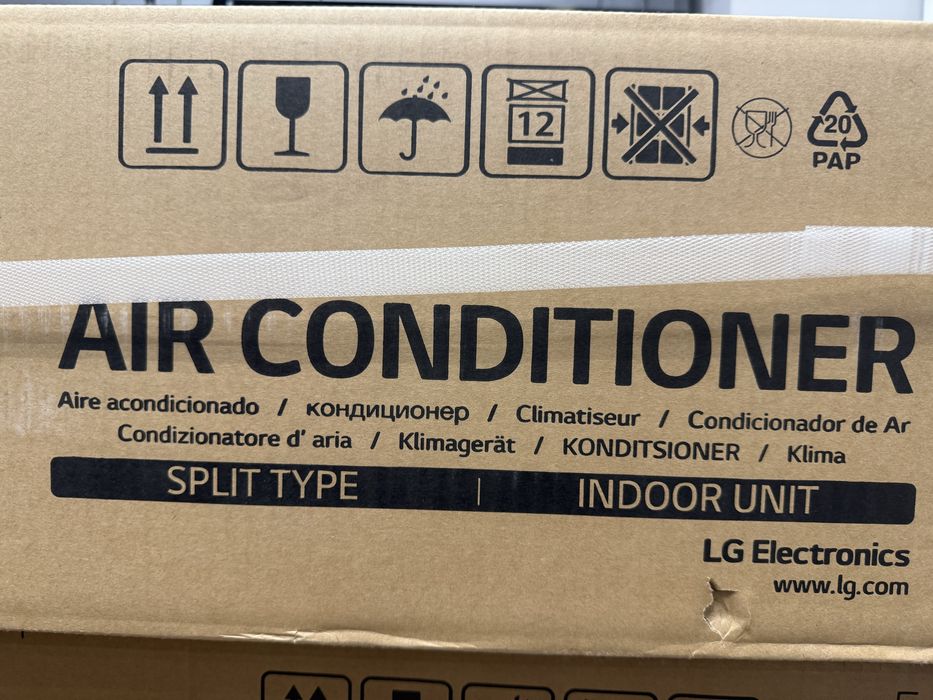 12
20
PAP
AIR CONDITIONER
Aire acondicionado / кондиционер / Climatiseur / Condicionador de Ar
Condizionatore d' aria / Klimagerät / KONDITSIONER / Klima
SPLIT TYPE | INDOOR UNIT
LG Electronics
www.lg.com